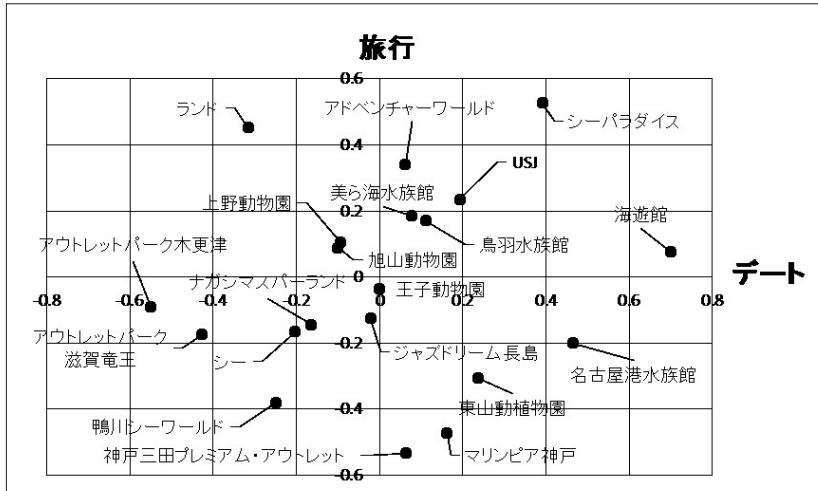 旅行
0.6
ランド
アドベンチャーワールド
シーパラダイス
0.4
USJ
美ら海水族館
上野動物園
0.2
海遊館
アウトレットパーク木更津
旭山動物園
鳥羽水族館
ナガシマスパーランド
0
デート
王子動物園
-0.8
-0.6
-0.4
-0.2
0
0.2
0.4
0.6
0.8
アウトレットパーク
滋賀竜王
シー
-0.2
ジャズドリーム長島
名古屋港水族館
東山動植物園
-0.4
鴨川シーワールド
神戸三田プレミアム・アウトレット
マリンピア神戸
-0.6